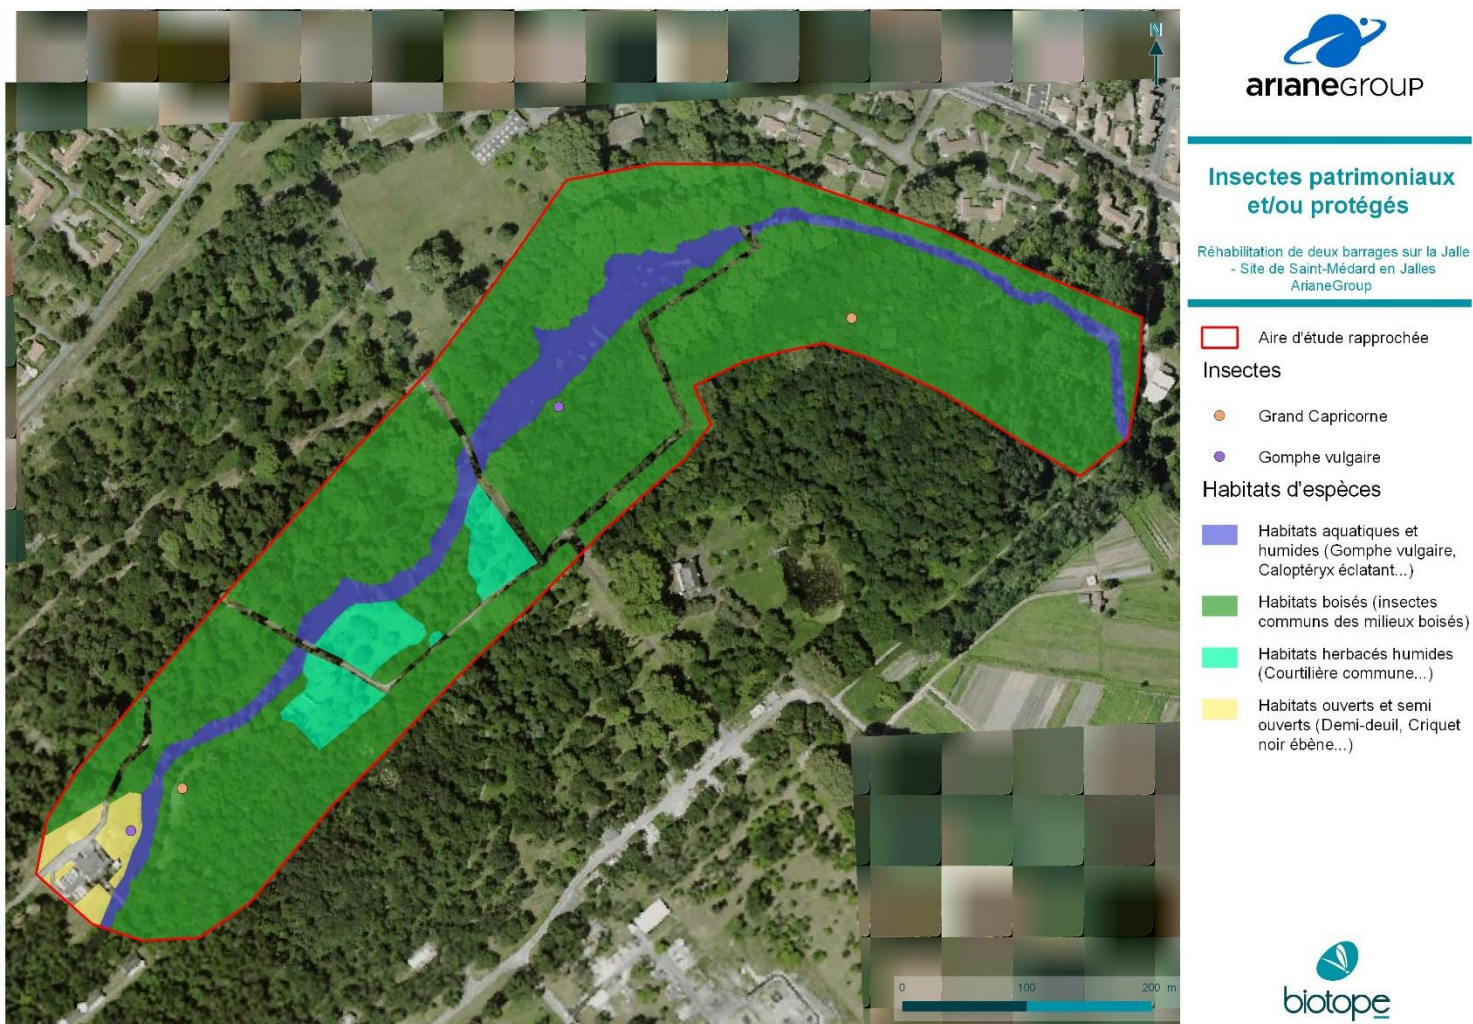 N
arianeGROUP
Insectes patrimoniaux
et/ou protégés
Réhabilitation de deux barrages sur la Jalle
- Site de Saint-Médard en Jalles
ArianeGroup
Aire d'étude rapprochée
Insectes
Grand Capricorne
Gomphe vulgaire
Habitats d'espèces
Habitats aquatiques et
humides (Gomphe vulgaire,
Caloptéryx éclatant...)
Habitats boisés (insectes
communs des milieux boisés)
Habitats herbacés humides
(Courtilière commune...)
Habitats ouverts et semi
ouverts (Demi-deuil, Criquet
noir ébène...)
0 100 200 m
biotope